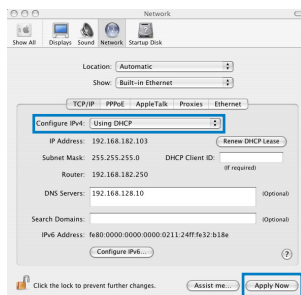 Network
Show All Displays Sound Network Startup Disk
Location: Automatic
Show: Built-in Ethernet
TCP/IP PPPoE AppleTalk Proxies Ethernet
Configure IPv4: Using DHCP
IP Address: 192.168.182.103 Renew DHCP Lease
Subnet Mask: 255.255.255.0 DHCP Client ID:
(If required)
Router: 192.168.182.250
DNS Servers: 192.168.128.10 (Optional)
Search Domains: (Optional)
IPv6 Address: fe80:0000:0000:0000:0211:24ff:fe32:b18e
Configure IPv6... ?
Click the lock to prevent further changes. Assist me... Apply Now